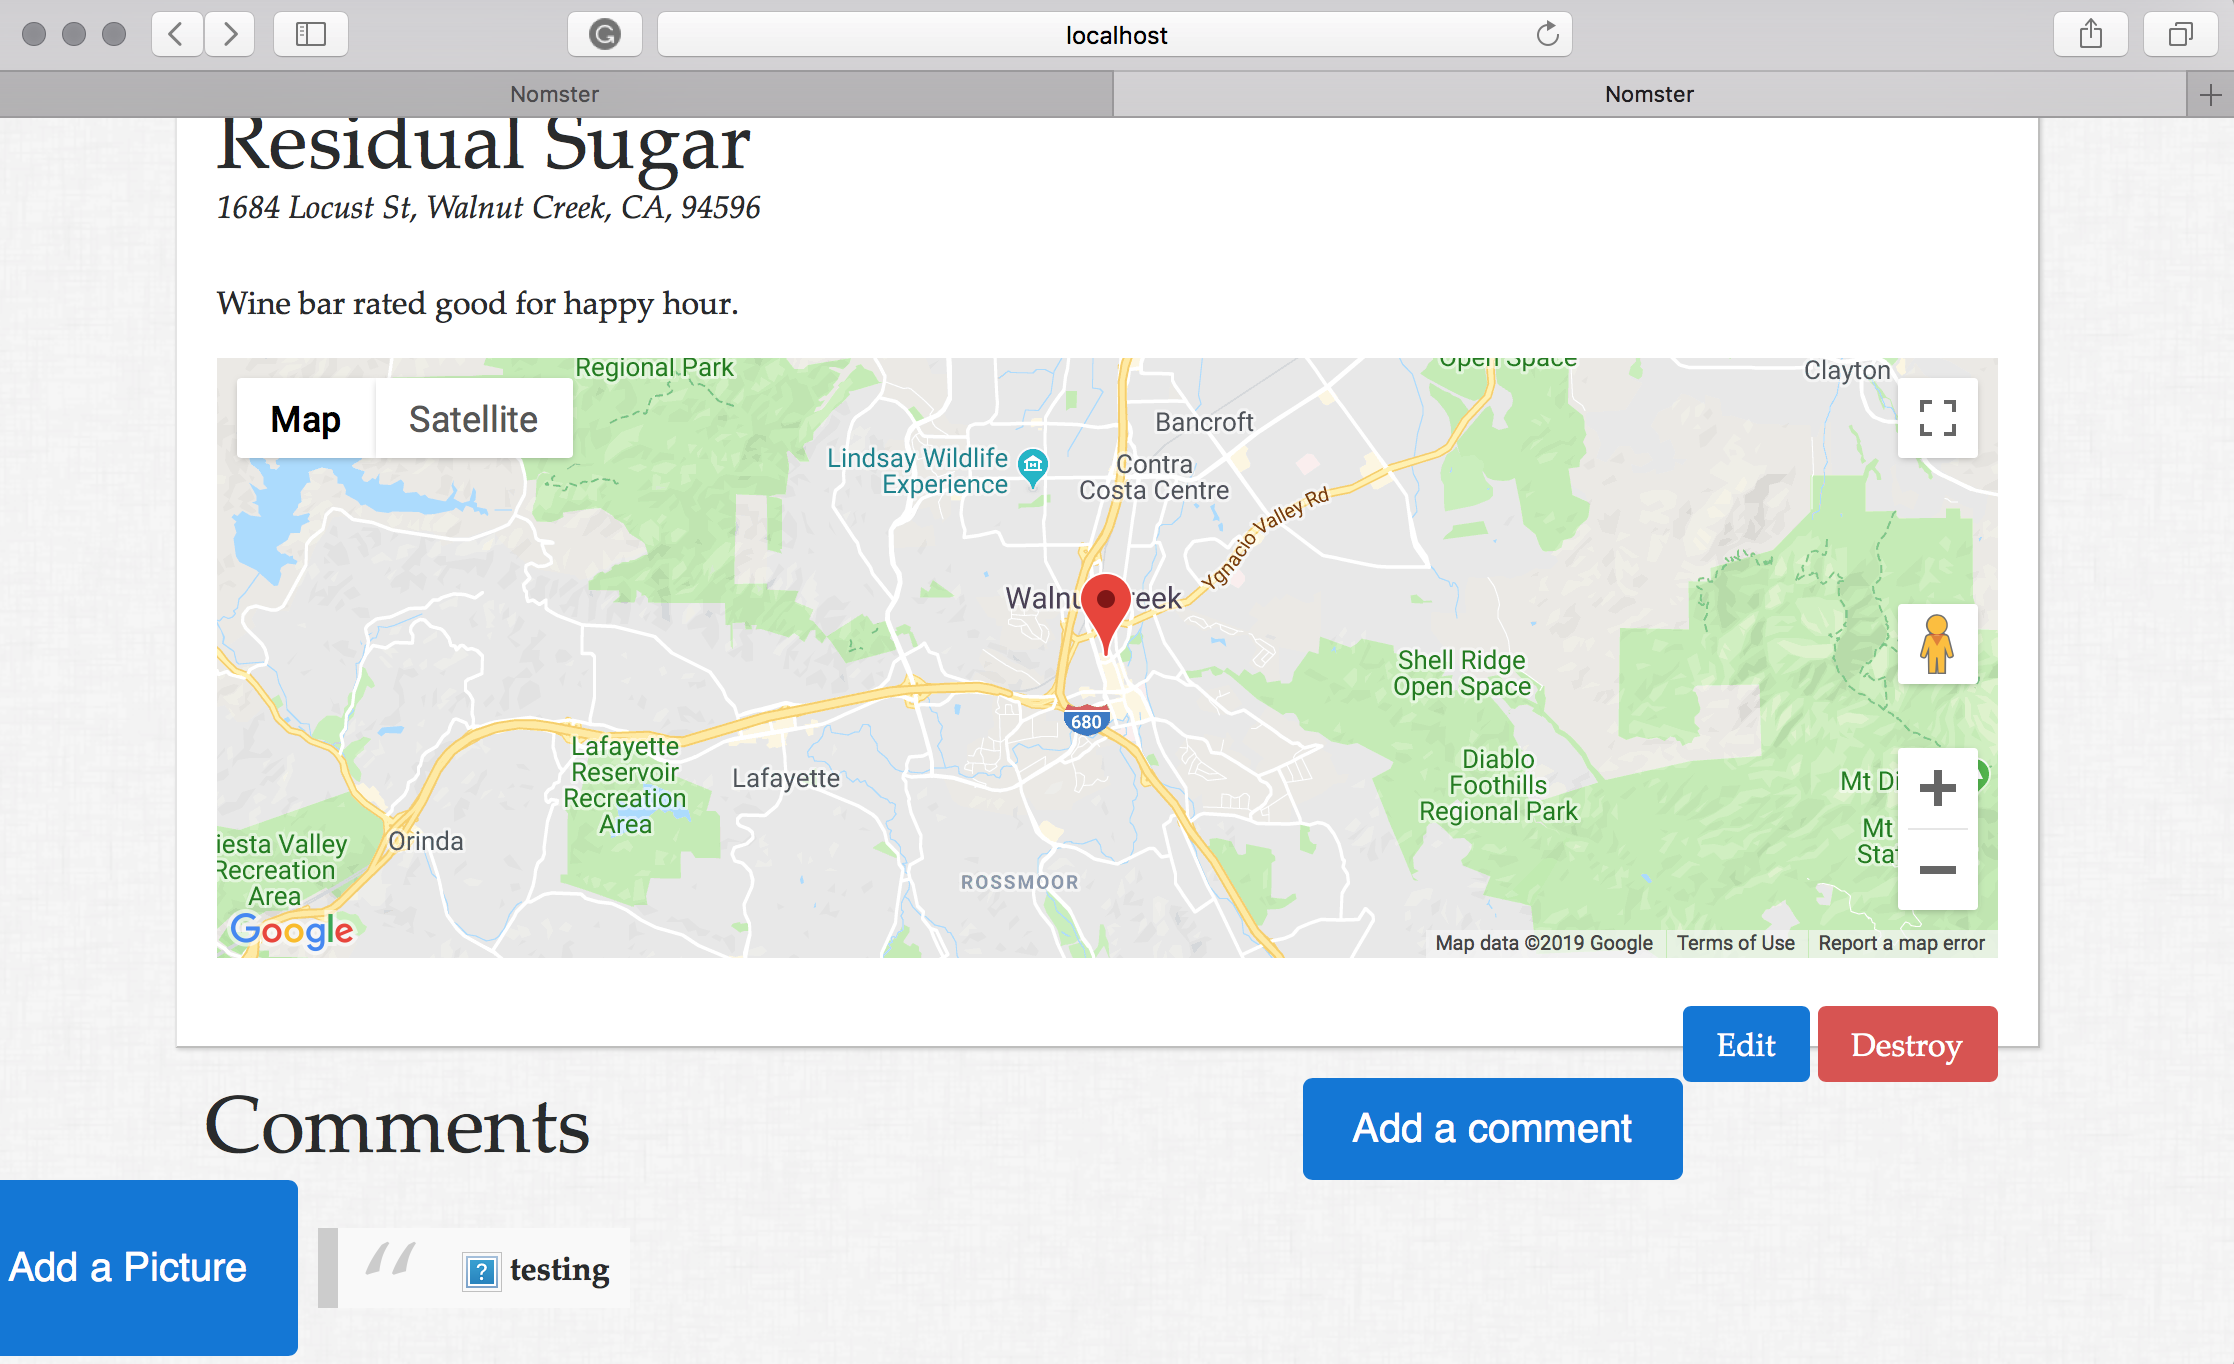 localhost
Nomster
Nomster
Residual Sugar
1684 Locust St, Walnut Creek, CA, 94596
Wine bar rated good for happy hour.
Regional Park
Open Space
Clayton
Map
Satellite
Bancroft
Lindsay Wildlife
Experience
Contra
Costa Centre
Ygnacio Valley Rd
Walnu reek
Shell Ridge
Open Space
680
Lafayette
Reservoir
Recreation
Area
Lafayette
Diablo
Foothills
Regional Park
Mt Di
Mt
Sta
Orinda
iesta Valley
Recreation
Area
ROSSMOOR
Google
Map data ©2019 Google
Terms of Use
Report a map error
Edit
Destroy
Comments
Add a comment
Add a Picture
“
?
testing